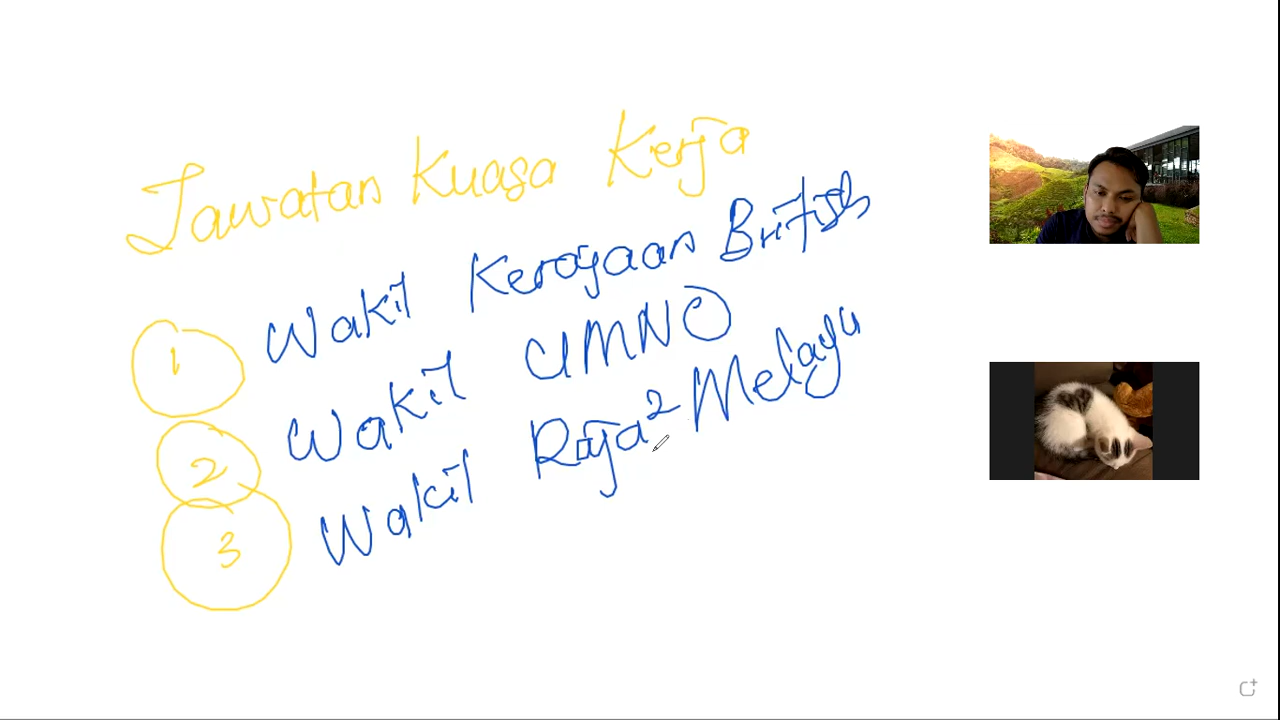 Jawatan Kuasa Kerja
1 Wakil Kerajaan British
2 Wakil UMNO
3 Wakil Raja² Melayu